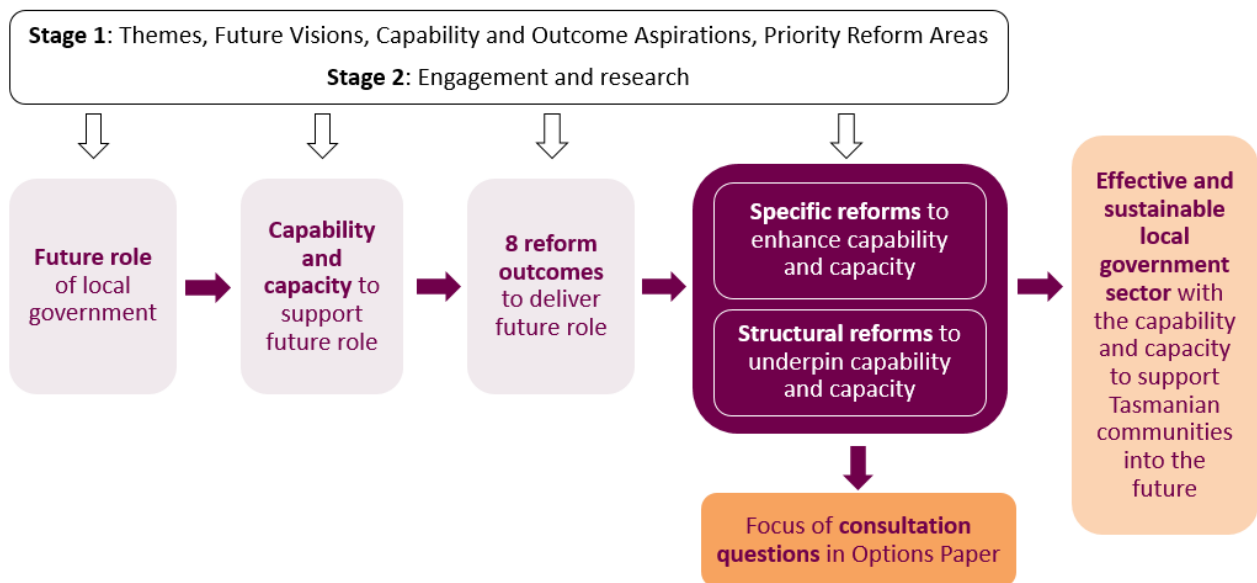 Stage 1: Themes, Future Visions, Capability and Outcome Aspirations, Priority Reform Areas
Stage 2: Engagement and research
Future role
of local
government
Capability
and
capacity to
support
future role
8 reform
outcomes
to deliver
future role
Specific reforms to
enhance capability
and capacity
Structural reforms to
underpin capability
and capacity
Effective and
sustainable
local
government
sector with
the capability
and capacity
to support
Tasmanian
communities
into the
future
Focus of consultation
questions in Options Paper